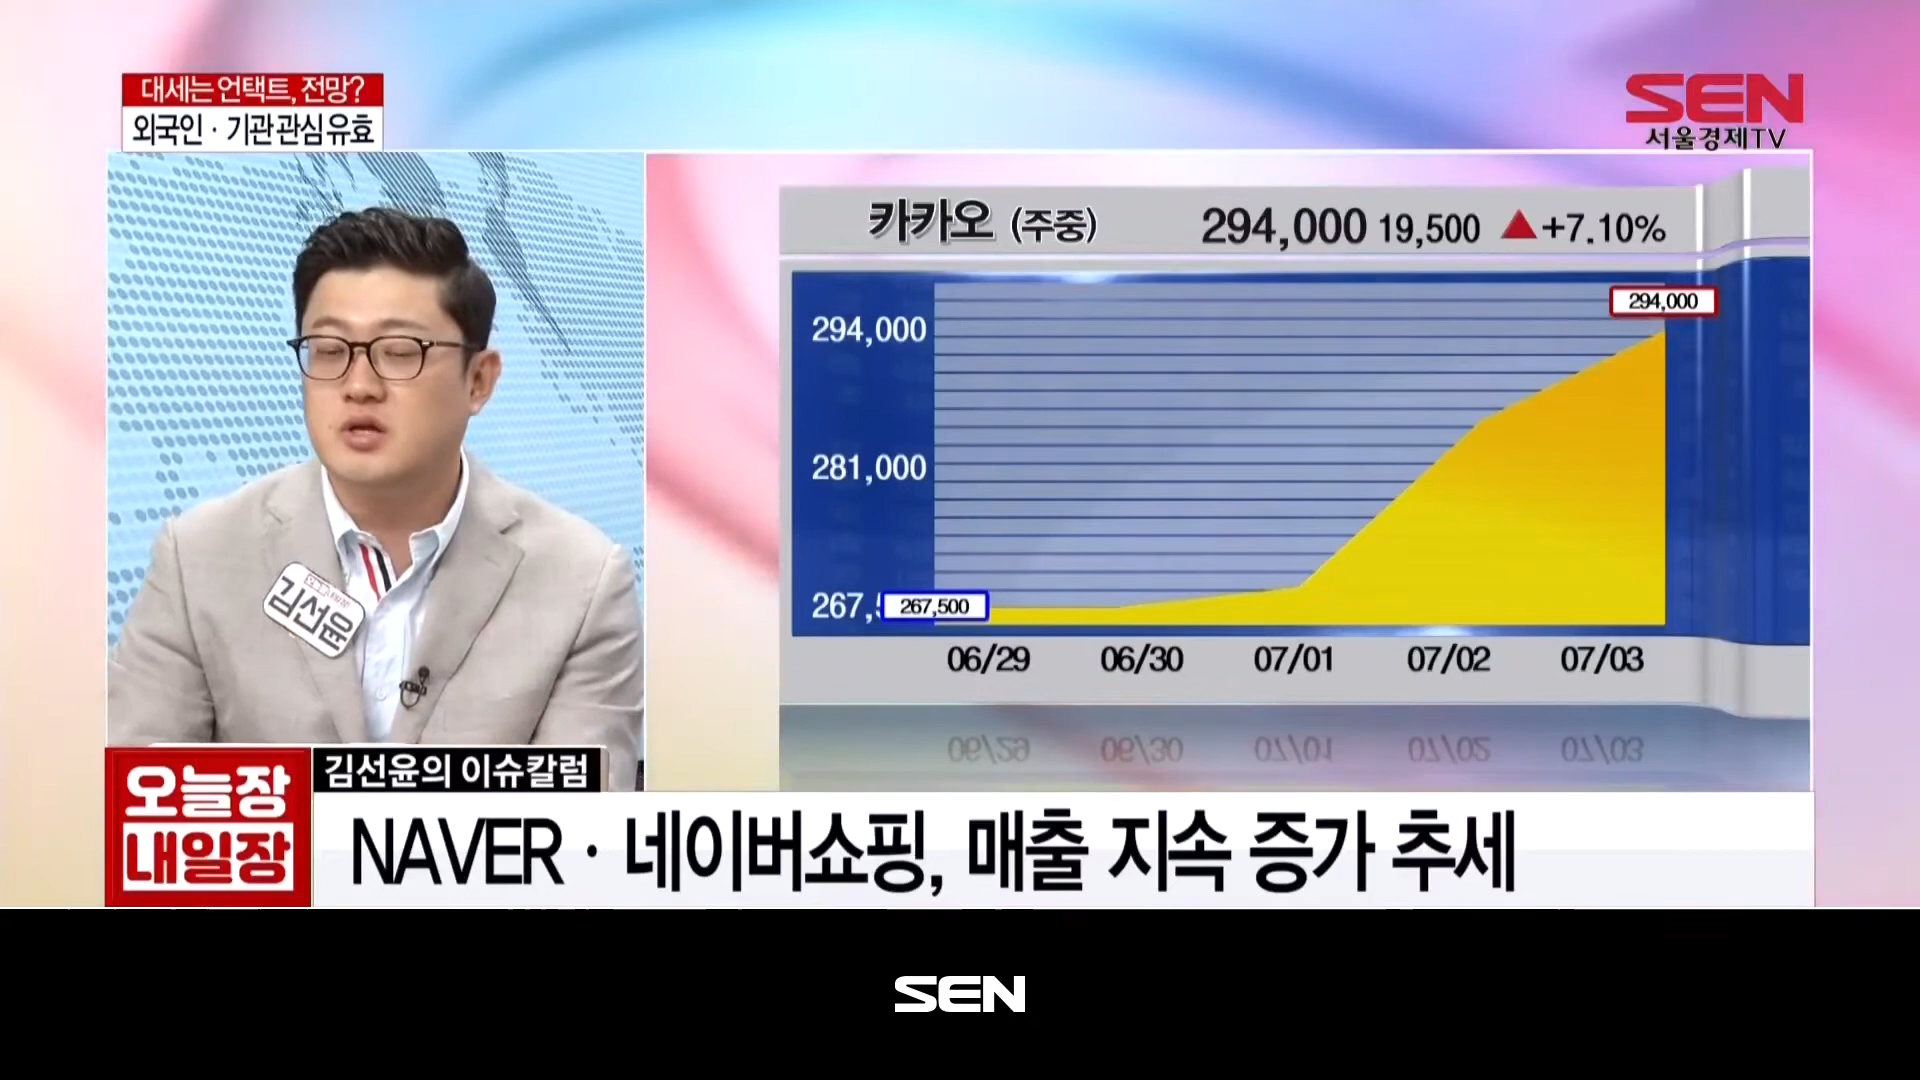 대세는 언택트, 전망?
외국인 · 기관 관심 유효
SEN
서울경제TV
카카오 (주중) 294,000 19,500 ▲+7.10%
294,000
294,000
281,000
267,5
267,500
06/29 06/30 07/01 07/02 07/03
김선윤
오늘장
내일장
김선윤의 이슈칼럼
NAVER · 네이버쇼핑, 매출 지속 증가 추세
SEN